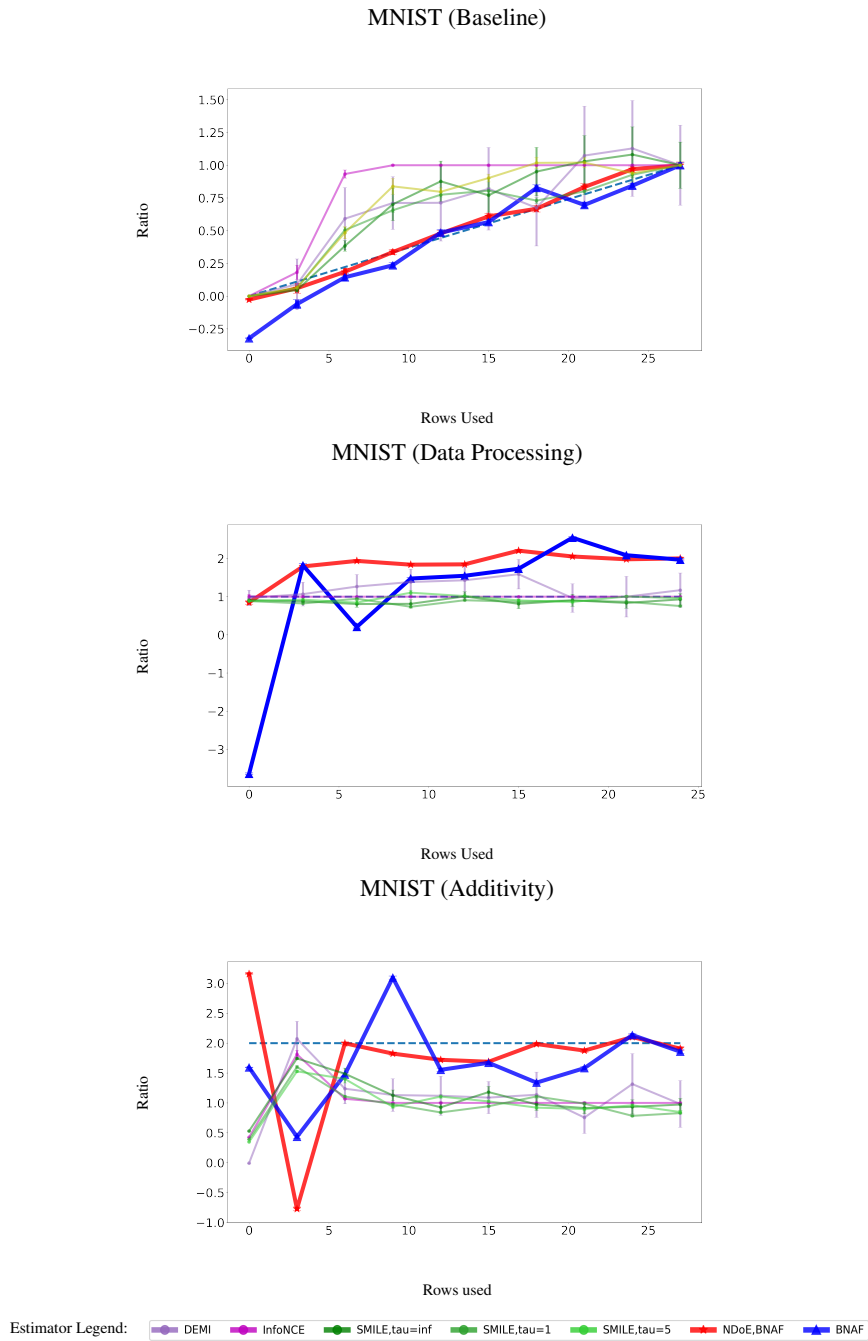 MNIST (Baseline)
1.50
1.25
1.00
0.75
0.50
0.25
0.00
−0.25
Ratio
0 5 10 15 20 25
Rows Used
MNIST (Data Processing)
2
1
0
−1
−2
−3
Ratio
0 5 10 15 20 25
Rows Used
MNIST (Additivity)
3.0
2.5
2.0
1.5
1.0
0.5
0.0
−0.5
−1.0
Ratio
0 5 10 15 20 25
Rows used
Estimator Legend: DEMI InfoNCE SMILE,tau=inf SMILE,tau=1 SMILE,tau=5 NDoE,BNAF BNAF